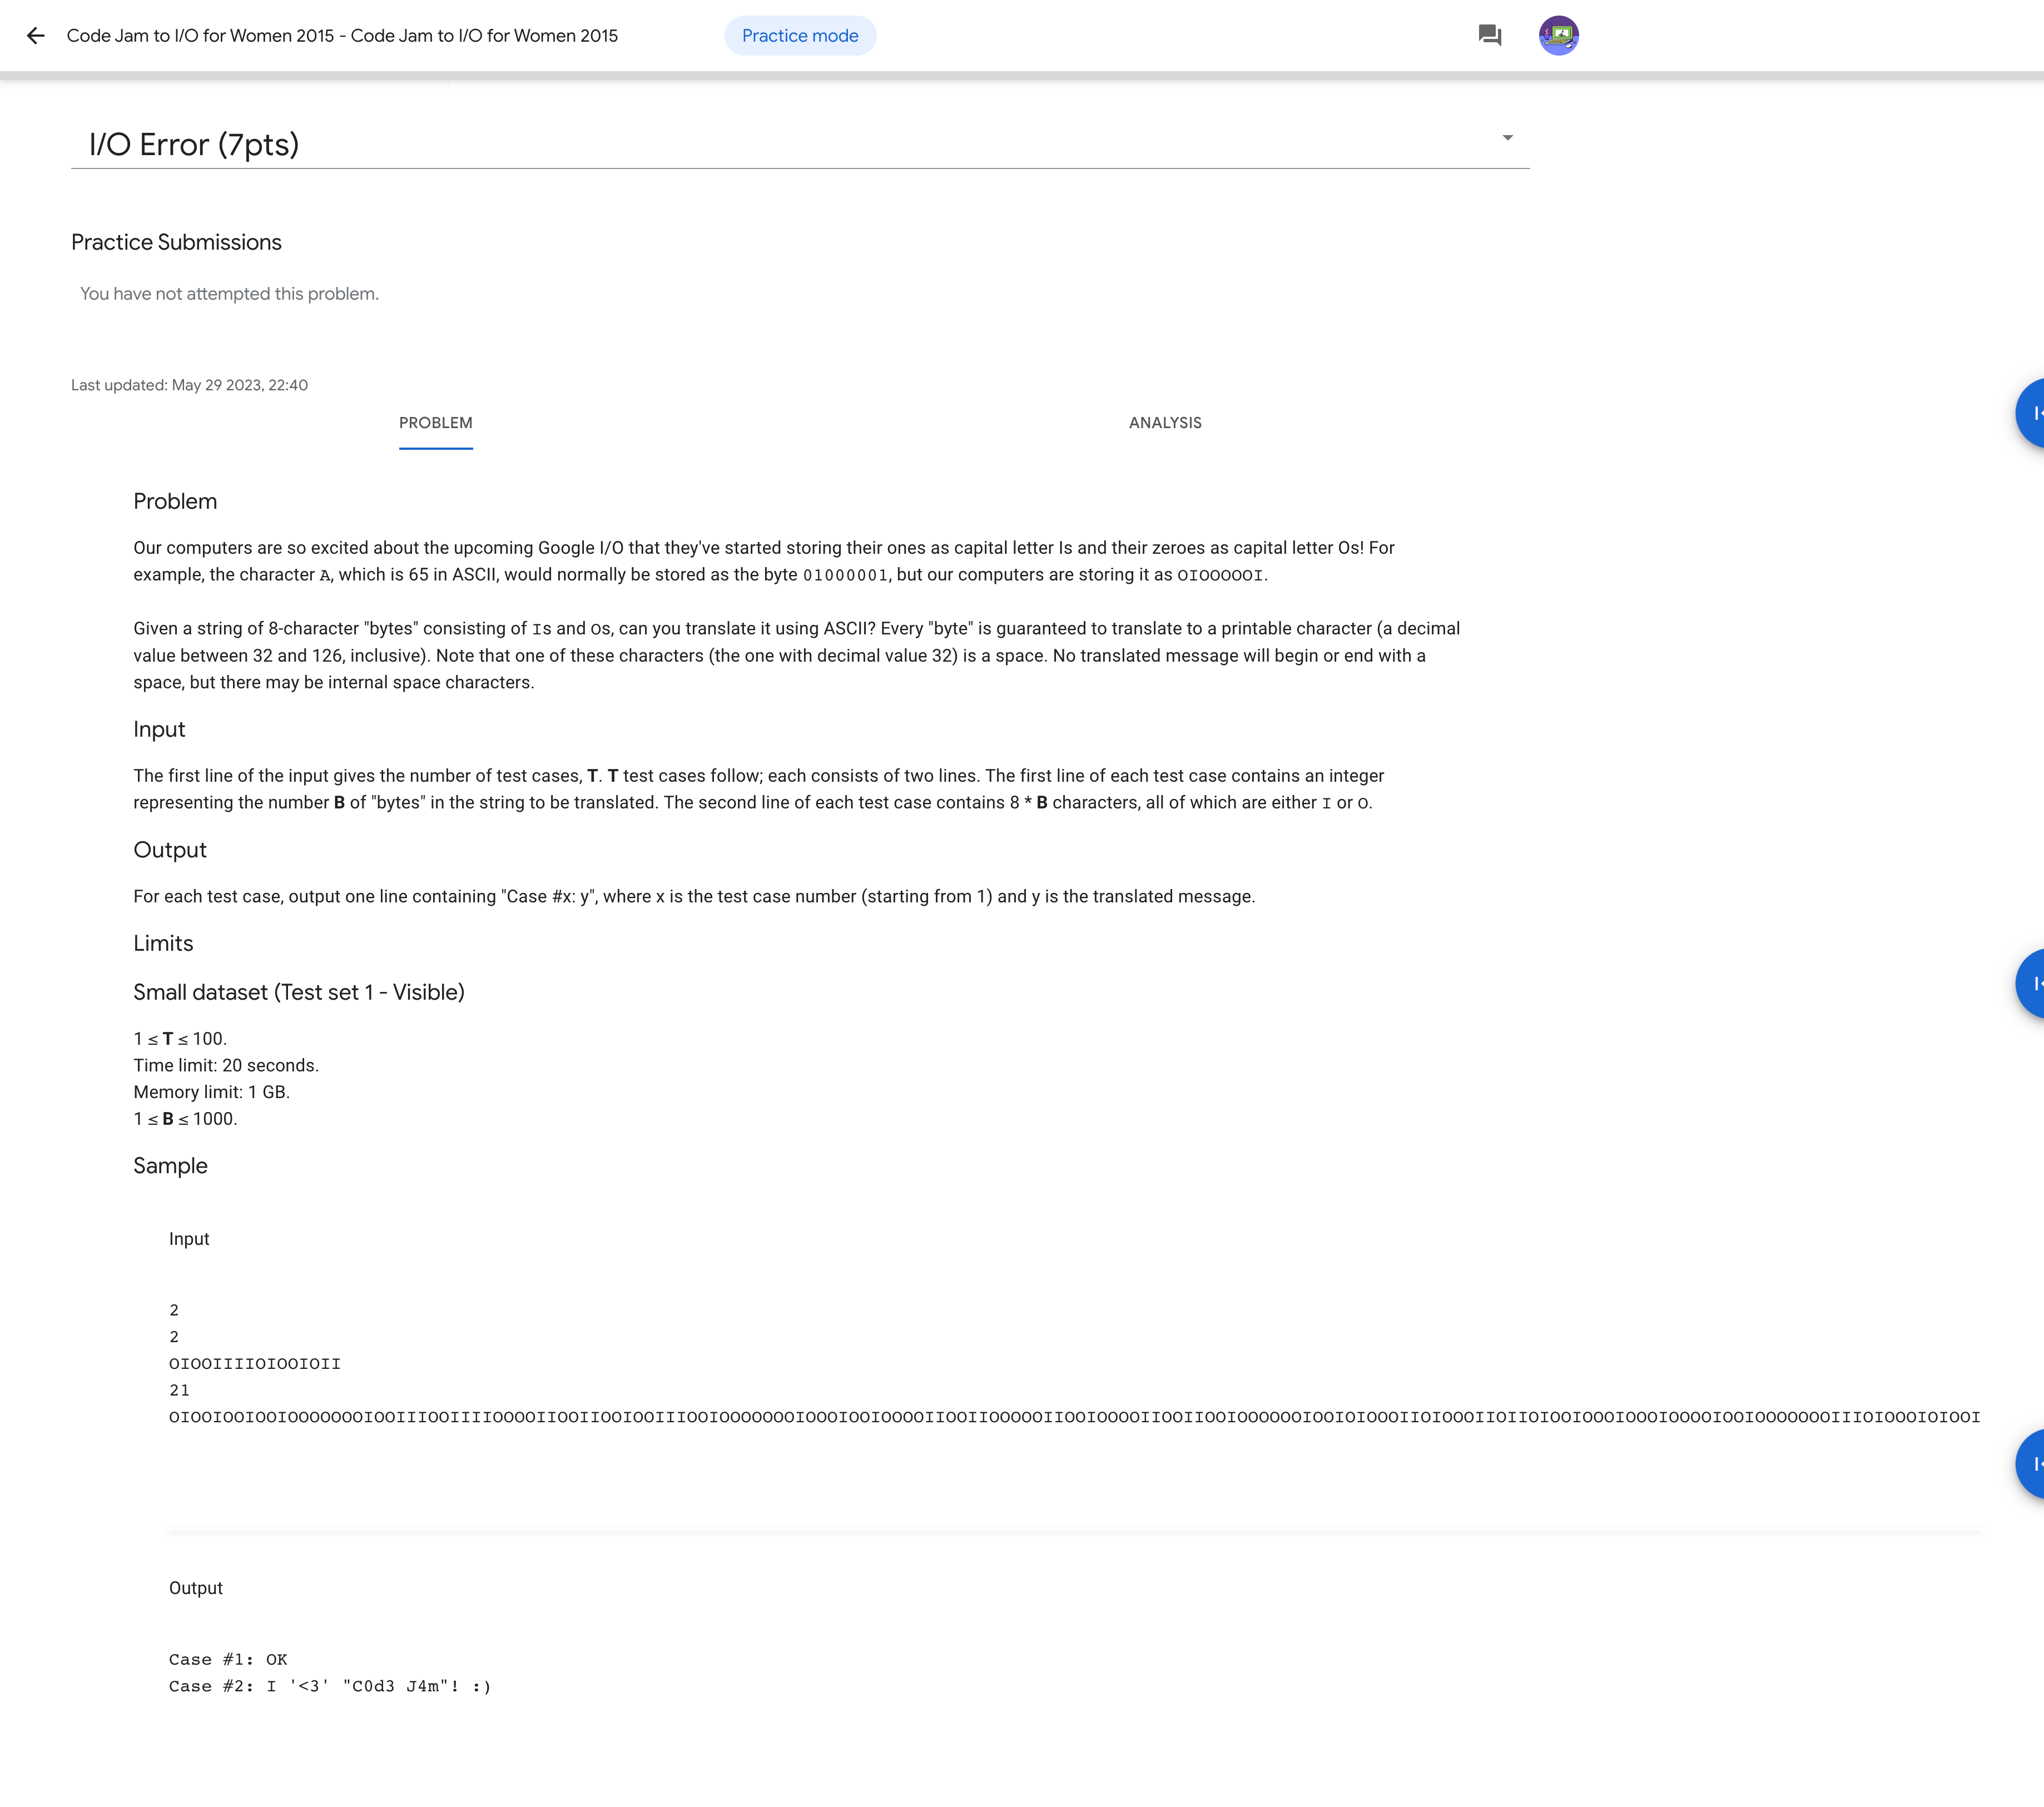 Code Jam to I/O for Women 2015 - Code Jam to I/O for Women 2015
Practice mode
I/O Error (7pts)
Practice Submissions
You have not attempted this problem.
Last updated: May 29 2023, 22:40
PROBLEM
ANALYSIS
Problem
Our computers are so excited about the upcoming Google I/O that they've started storing their ones as capital letter Is and their zeroes as capital letter Os! For
example, the character A, which is 65 in ASCII, would normally be stored as the byte 01000001, but our computers are storing it as OIOOOOOI.
Given a string of 8-character "bytes" consisting of Is and Os, can you translate it using ASCII? Every "byte" is guaranteed to translate to a printable character (a decimal
value between 32 and 126, inclusive). Note that one of these characters (the one with decimal value 32) is a space. No translated message will begin or end with a
space, but there may be internal space characters.
Input
The first line of the input gives the number of test cases, T. T test cases follow; each consists of two lines. The first line of each test case contains an integer
representing the number B of "bytes" in the string to be translated. The second line of each test case contains 8 * B characters, all of which are either I or O.
Output
For each test case, output one line containing "Case #x: y", where x is the test case number (starting from 1) and y is the translated message.
Limits
Small dataset (Test set 1 - Visible)
1 ≤ T ≤ 100.
Time limit: 20 seconds.
Memory limit: 1 GB.
1 ≤ B ≤ 1000.
Sample
Input
2
2
OIOOIIIIOIOOIOII
21
OIOOIOOIOOIOOOOOOOIOOIIIOOIIIIOOOOIIOOIIOOIOOIIIOOIOOOOOOOIOOOIOOIOOOOIIOOIIOOOOOIIOOIOOOOIIOOIIOOIOOOOOOIOOIOIOOOIIOIOOOIIOIIOIOOIOOOIOOOIOOOOIOOIOOOOOOOIIIOIOOOIOIOOI
Output
Case #1: OK
Case #2: I '<3' "C0d3 J4m"! :)